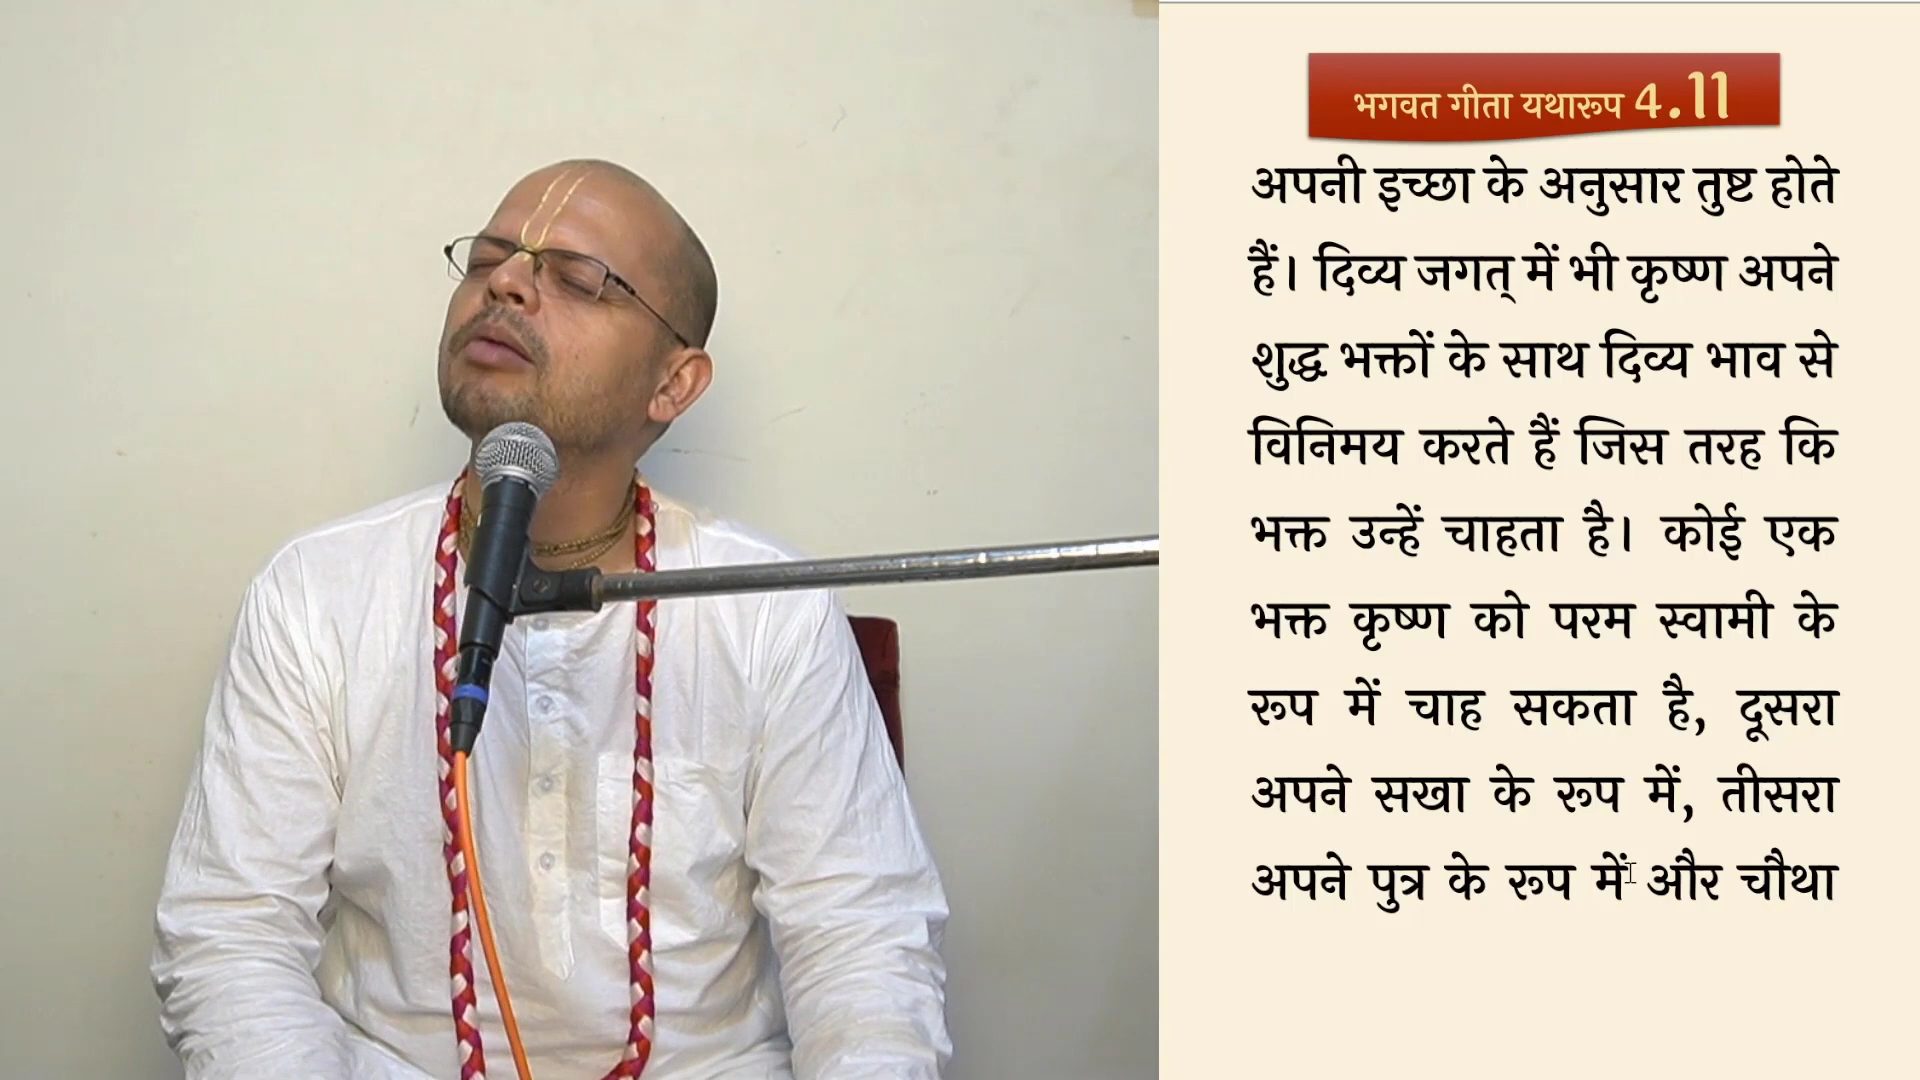 भगवत गीता यथारूप 4.11
अपनी इच्छा के अनुसार तुष्ट होते
हैं। दिव्य जगत् में भी कृष्ण अपने
शुद्ध भक्तों के साथ दिव्य भाव से
विनिमय करते हैं जिस तरह कि
भक्त उन्हें चाहता है। कोई एक
भक्त कृष्ण को परम स्वामी के
रूप में चाह सकता है, दूसरा
अपने सखा के रूप में, तीसरा
अपने पुत्र के रूप में और चौथा